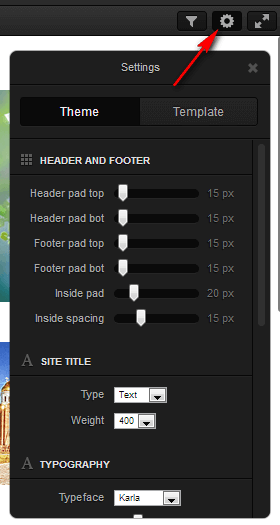 Settings
Theme Template
HEADER AND FOOTER
Header pad top 15 px
Header pad bot 15 px
Footer pad top 15 px
Footer pad bot 15 px
Inside pad 20 px
Inside spacing 15 px
A SITE TITLE
Type Text
Weight 400
A TYPOGRAPHY
Typeface Karla